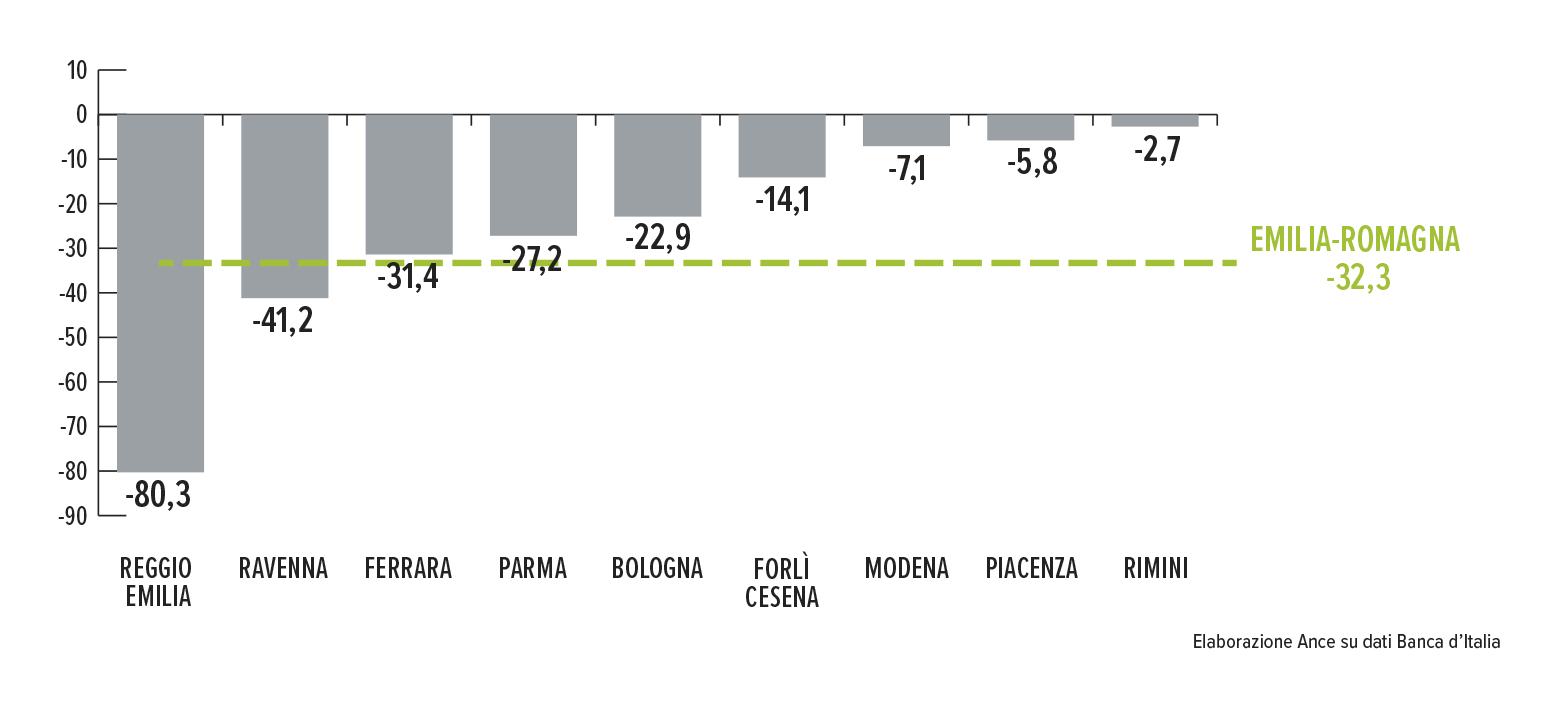 10
0
-10
-20
-30
-40
-50
-60
-70
-80
-90
-80,3
-41,2
-31,4
-27,2
-22,9
-14,1
-7,1
-5,8
-2,7
EMILIA-ROMAGNA
-32,3
REGGIO
EMILIA
RAVENNA
FERRARA
PARMA
BOLOGNA
FORLÌ
CESENA
MODENA
PIACENZA
RIMINI
Elaborazione Ance su dati Banca d’Italia